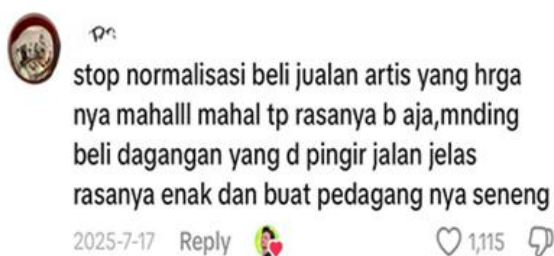 stop normalisasi beli jualan artis yang hrga
nya mahalll mahal tp rasanya b aja,mnding
beli dagangan yang d pingir jalan jelas
rasanya enak dan buat pedagang nya seneng
2025-7-17 Reply 1,115